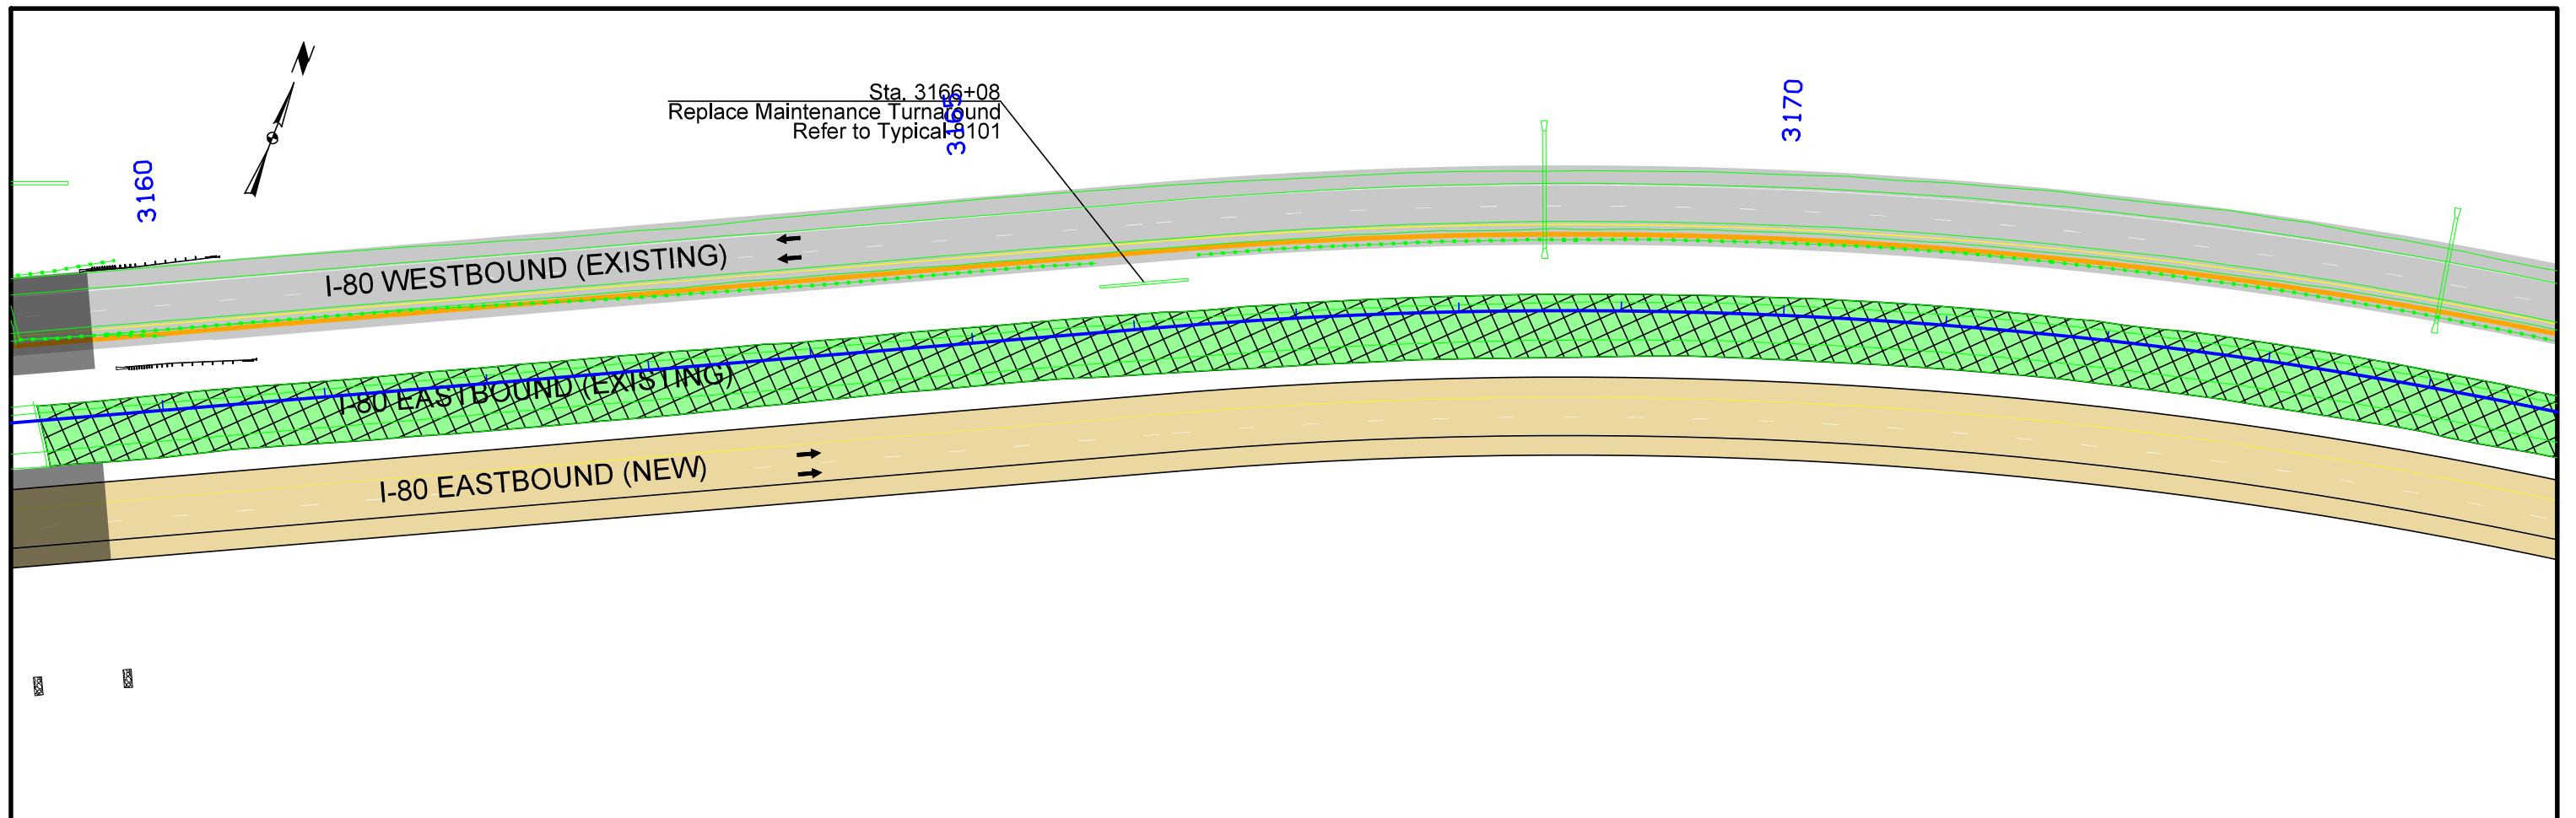 Sta. 3166+08
Replace Maintenance Turnaround
Refer to Typical 8101
3160
3165
3170
I-80 WESTBOUND (EXISTING)
I-80 EASTBOUND (EXISTING)
I-80 EASTBOUND (NEW)